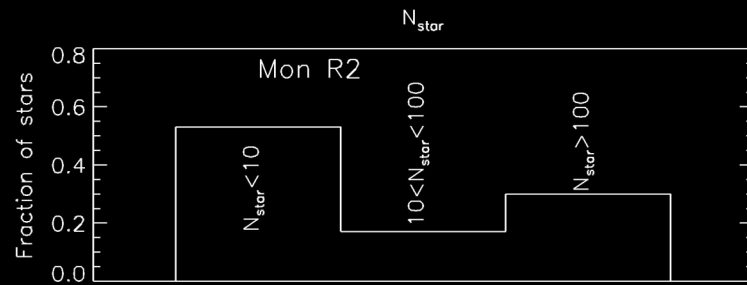 N_star
0.8
Mon R2
0.6
0.4
0.2
0.0
Fraction of stars
N_star<10
10<N_star<100
N_star>100